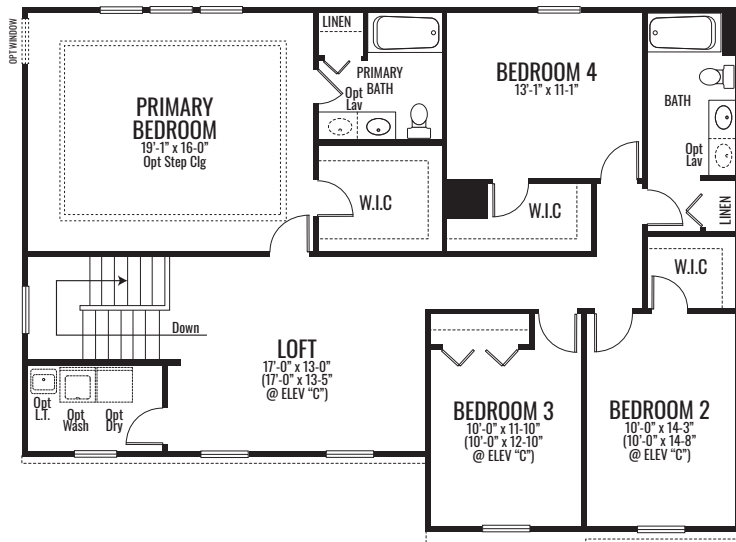 OPT WINDOW
LINEN
PRIMARY
BATH
Opt
Lav
BEDROOM 4
13'-1" x 11-1"
BATH
Opt
Lav
PRIMARY
BEDROOM
19'-1" x 16-0"
Opt Step Clg
W.I.C
W.I.C
LINEN
W.I.C
Down
LOFT
17'-0" x 13-0"
(17'-0" x 13-5"
@ ELEV “C”)
Opt
L.T.
Opt
Wash
Opt
Dry
BEDROOM 3
10'-0" x 11-10"
(10'-0" x 12-10"
@ ELEV “C”)
BEDROOM 2
10'-0" x 14-3"
(10'-0" x 14-8"
@ ELEV “C”)